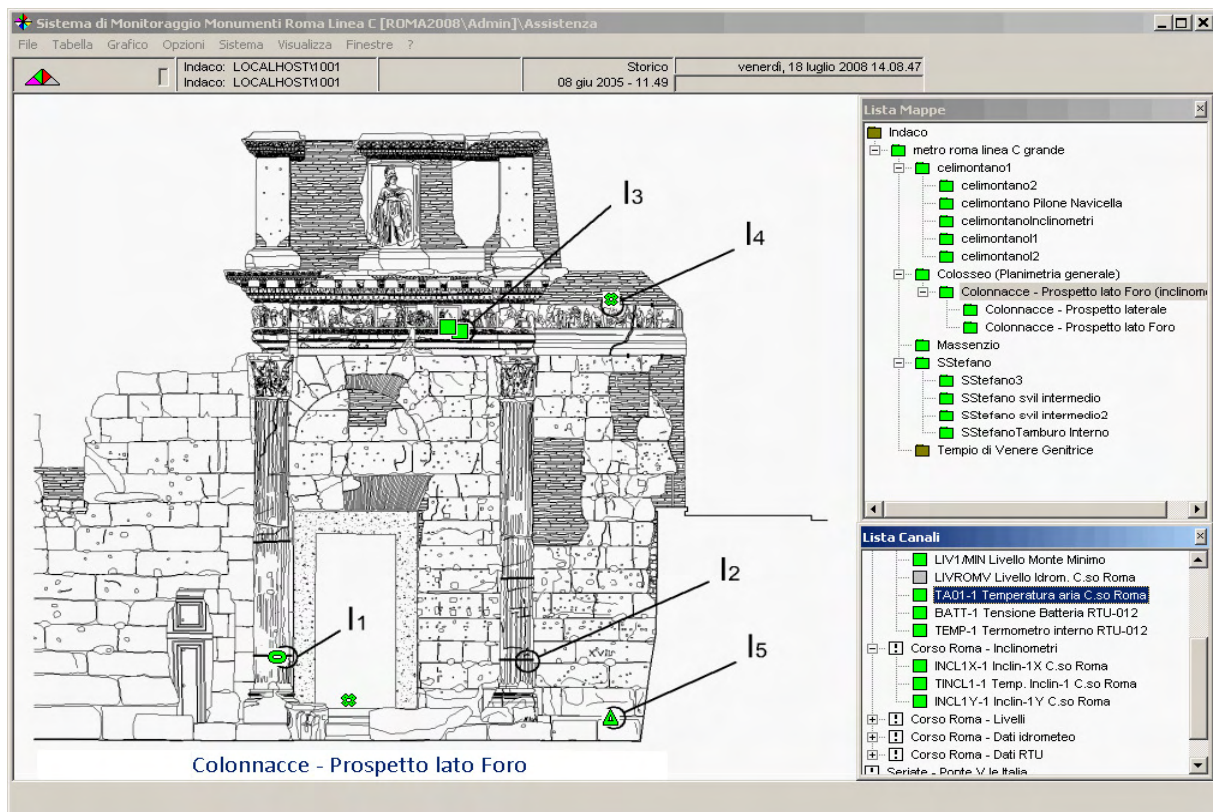 Sistema di Monitoraggio Monumenti Roma Linea C [ROMA2008\Admin]\Assistenza
File Tabella Grafico Opzioni Sistema Visualizza Finestre ?
Indaco: LOCALHOST\1001
Indaco: LOCALHOST\1001
Storico
08 giu 2005 - 11.49
venerdì, 18 luglio 2008 14.08.47
I3
I4
I2
I1
I5
XVIII
Colonnacce - Prospetto lato Foro
Lista Mappe
Indaco
metro roma linea C grande
celimontano1
celimontano2
celimontano Pilone Navicella
celimontanoInclinometri
celimontanoI1
celimontanoI2
Colosseo (Planimetria generale)
Colonnacce - Prospetto lato Foro (inclinome
Colonnacce - Prospetto laterale
Colonnacce - Prospetto lato Foro
Massenzio
SStefano
SStefano3
SStefano svil intermedio
SStefano svil intermedio2
SStefanoTamburo Interno
Tempio di Venere Genitrice
Lista Canali
LIV1/MIN Livello Monte Minimo
LIVROMV Livello Idrom. C.so Roma
TA01-1 Temperatura aria C.so Roma
BATT-1 Tensione Batteria RTU-012
TEMP-1 Termometro interno RTU-012
Corso Roma - Inclinometri
INCL1X-1 Inclin-1X C.so Roma
TINCL1-1 Temp. Inclin-1 C.so Roma
INCL1Y-1 Inclin-1Y C.so Roma
Corso Roma - Livelli
Corso Roma - Dati idrometeo
Corso Roma - Dati RTU
Seriate - Ponte V.le Italia